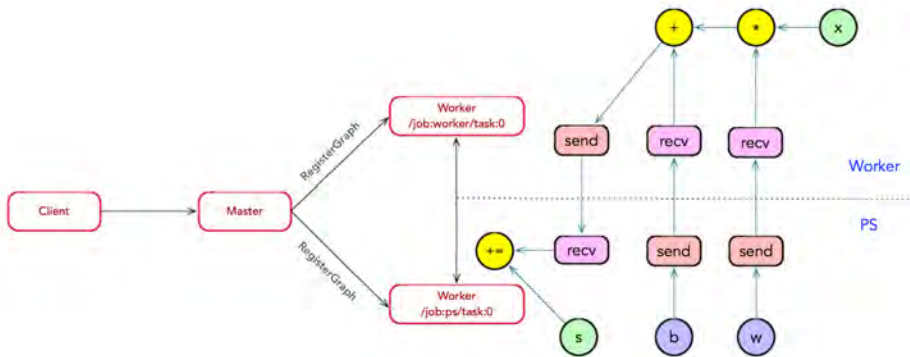 +
*
x
Worker
/job:worker/task:0
RegisterGraph
send
recv
recv
Worker
Client
Master
PS
RegisterGraph
+=
recv
send
send
Worker
/job:ps/task:0
s
b
w